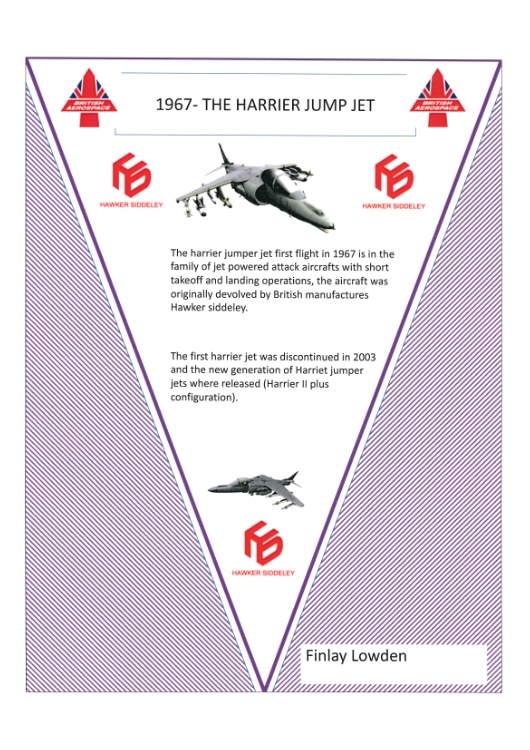 BRITISH
AEROSPACE
BRITISH
AEROSPACE
1967- THE HARRIER JUMP JET
HAWKER SIDDELEY
HAWKER SIDDELEY
The harrier jumper jet first flight in 1967 is in the
family of jet powered attack aircrafts with short
takeoff and landing operations, the aircraft was
originally devolved by British manufactures
Hawker siddeley.
The first harrier jet was discontinued in 2003
and the new generation of Harriet jumper
jets where released (Harrier II plus
configuration).
HAWKER SIDDELEY
Finlay Lowden